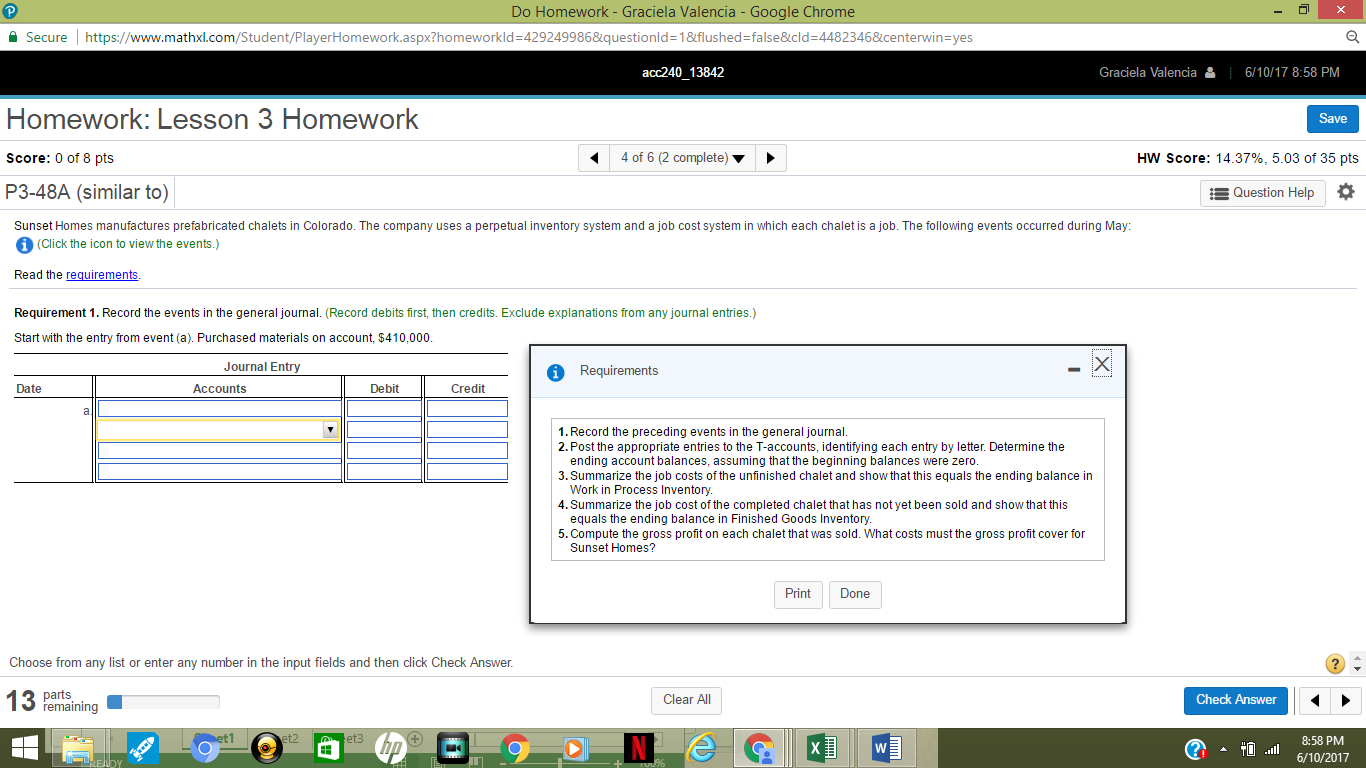 Do Homework - Graciela Valencia - Google Chrome
Secure https://www.mathxl.com/Student/PlayerHomework.aspx?homeworkId=429249986&questionId=1&flushed=false&cId=4482346&centerwin=yes
acc240_13842
Graciela Valencia | 6/10/17 8:58 PM
Homework: Lesson 3 Homework
Save
Score: 0 of 8 pts
4 of 6 (2 complete)
HW Score: 14.37%, 5.03 of 35 pts
P3-48A (similar to)
Question Help
Sunset Homes manufactures prefabricated chalets in Colorado. The company uses a perpetual inventory system and a job cost system in which each chalet is a job. The following events occurred during May:
(Click the icon to view the events.)
Read the requirements.
Requirement 1. Record the events in the general journal. (Record debits first, then credits. Exclude explanations from any journal entries.)
Start with the entry from event (a). Purchased materials on account, $410,000.
Journal Entry
Date Accounts Debit Credit
a.
Requirements
1. Record the preceding events in the general journal.
2. Post the appropriate entries to the T-accounts, identifying each entry by letter. Determine the
ending account balances, assuming that the beginning balances were zero.
3. Summarize the job costs of the unfinished chalet and show that this equals the ending balance in
Work in Process Inventory.
4. Summarize the job cost of the completed chalet that has not yet been sold and show that this
equals the ending balance in Finished Goods Inventory.
5. Compute the gross profit on each chalet that was sold. What costs must the gross profit cover for
Sunset Homes?
Print Done
Choose from any list or enter any number in the input fields and then click Check Answer.
?
13 parts
remaining
Clear All
Check Answer
8:58 PM
6/10/2017
READY
100%